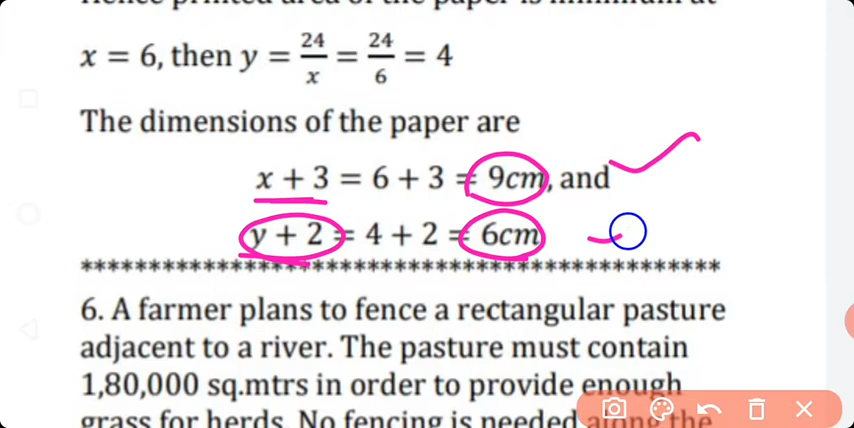 x = 6, then y = 24/x = 24/6 = 4
The dimensions of the paper are
x + 3 = 6 + 3 = 9cm, and
y + 2 = 4 + 2 = 6cm
************************************************
6. A farmer plans to fence a rectangular pasture
adjacent to a river. The pasture must contain
1,80,000 sq.mtrs in order to provide enough
grass for herds. No fencing is needed along the